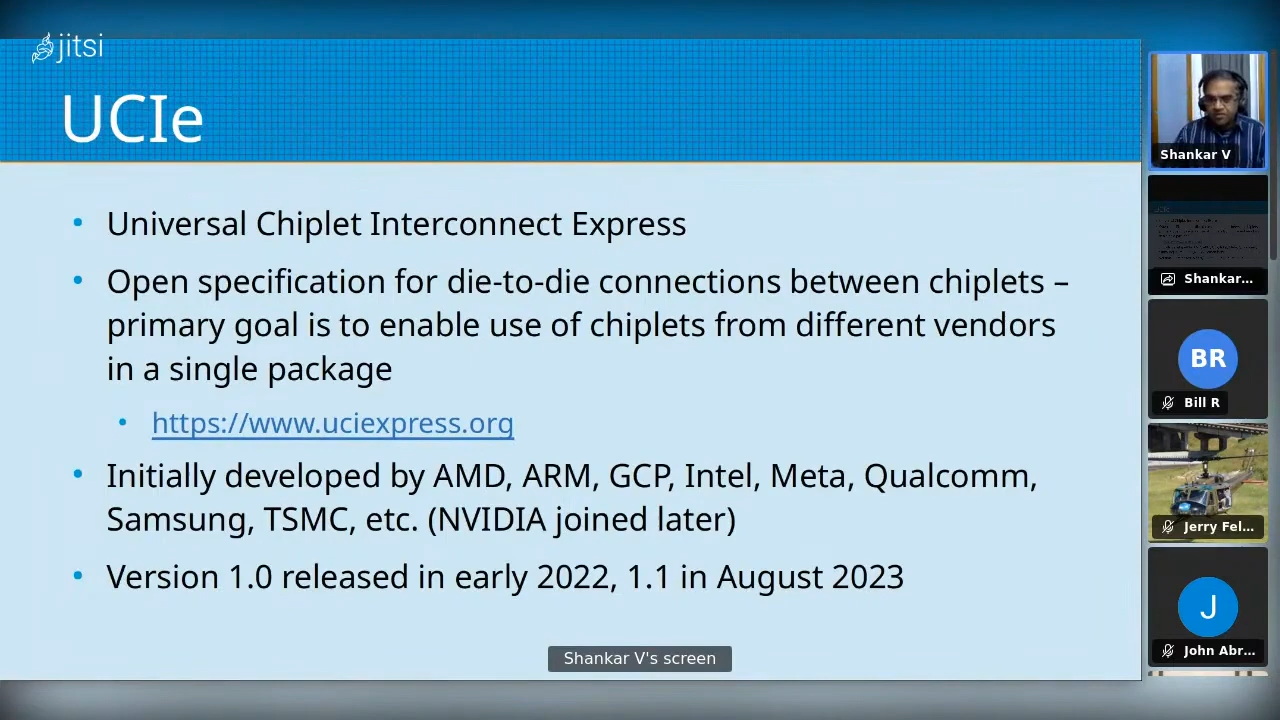 jitsi
UCIe
• Universal Chiplet Interconnect Express
• Open specification for die-to-die connections between chiplets –
primary goal is to enable use of chiplets from different vendors
in a single package
• https://www.uciexpress.org
• Initially developed by AMD, ARM, GCP, Intel, Meta, Qualcomm,
Samsung, TSMC, etc. (NVIDIA joined later)
• Version 1.0 released in early 2022, 1.1 in August 2023
Shankar V's screen
Shankar V
Shankar...
BR
Bill R
Jerry Fel...
J
John Abr...